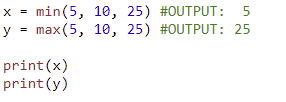 x = min(5, 10, 25) #OUTPUT:  5
y = max(5, 10, 25) #OUTPUT: 25

print(x)
print(y)